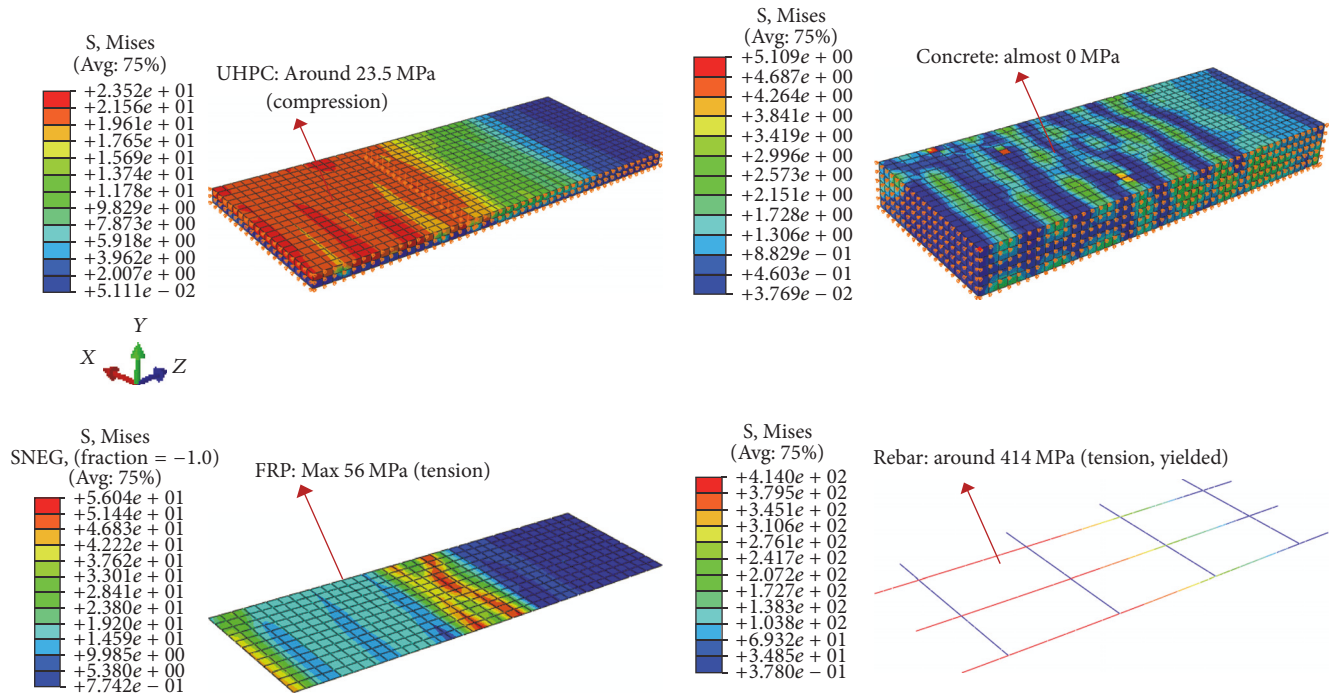 S, Mises
(Avg: 75%)
+2.352e + 01
+2.156e + 01
+1.961e + 01
+1.765e + 01
+1.569e + 01
+1.374e + 01
+1.178e + 01
+9.829e + 00
+7.873e + 00
+5.918e + 00
+3.962e + 00
+2.007e + 00
+5.111e − 02
UHPC: Around 23.5 MPa
(compression)
S, Mises
(Avg: 75%)
+5.109e + 00
+4.687e + 00
+4.264e + 00
+3.841e + 00
+3.419e + 00
+2.996e + 00
+2.573e + 00
+2.151e + 00
+1.728e + 00
+1.306e + 00
+8.829e − 01
+4.603e − 01
+3.769e − 02
Concrete: almost 0 MPa
Y
X
Z
S, Mises
SNEG, (fraction = −1.0)
(Avg: 75%)
+5.604e + 01
+5.144e + 01
+4.683e + 01
+4.222e + 01
+3.762e + 01
+3.301e + 01
+2.841e + 01
+2.380e + 01
+1.920e + 01
+1.459e + 01
+9.985e + 00
+5.380e + 00
+7.742e − 01
FRP: Max 56 MPa (tension)
S, Mises
(Avg: 75%)
+4.140e + 02
+3.795e + 02
+3.451e + 02
+3.106e + 02
+2.761e + 02
+2.417e + 02
+2.072e + 02
+1.727e + 02
+1.383e + 02
+1.038e + 02
+6.932e + 01
+3.485e + 01
+3.780e − 01
Rebar: around 414 MPa (tension, yielded)